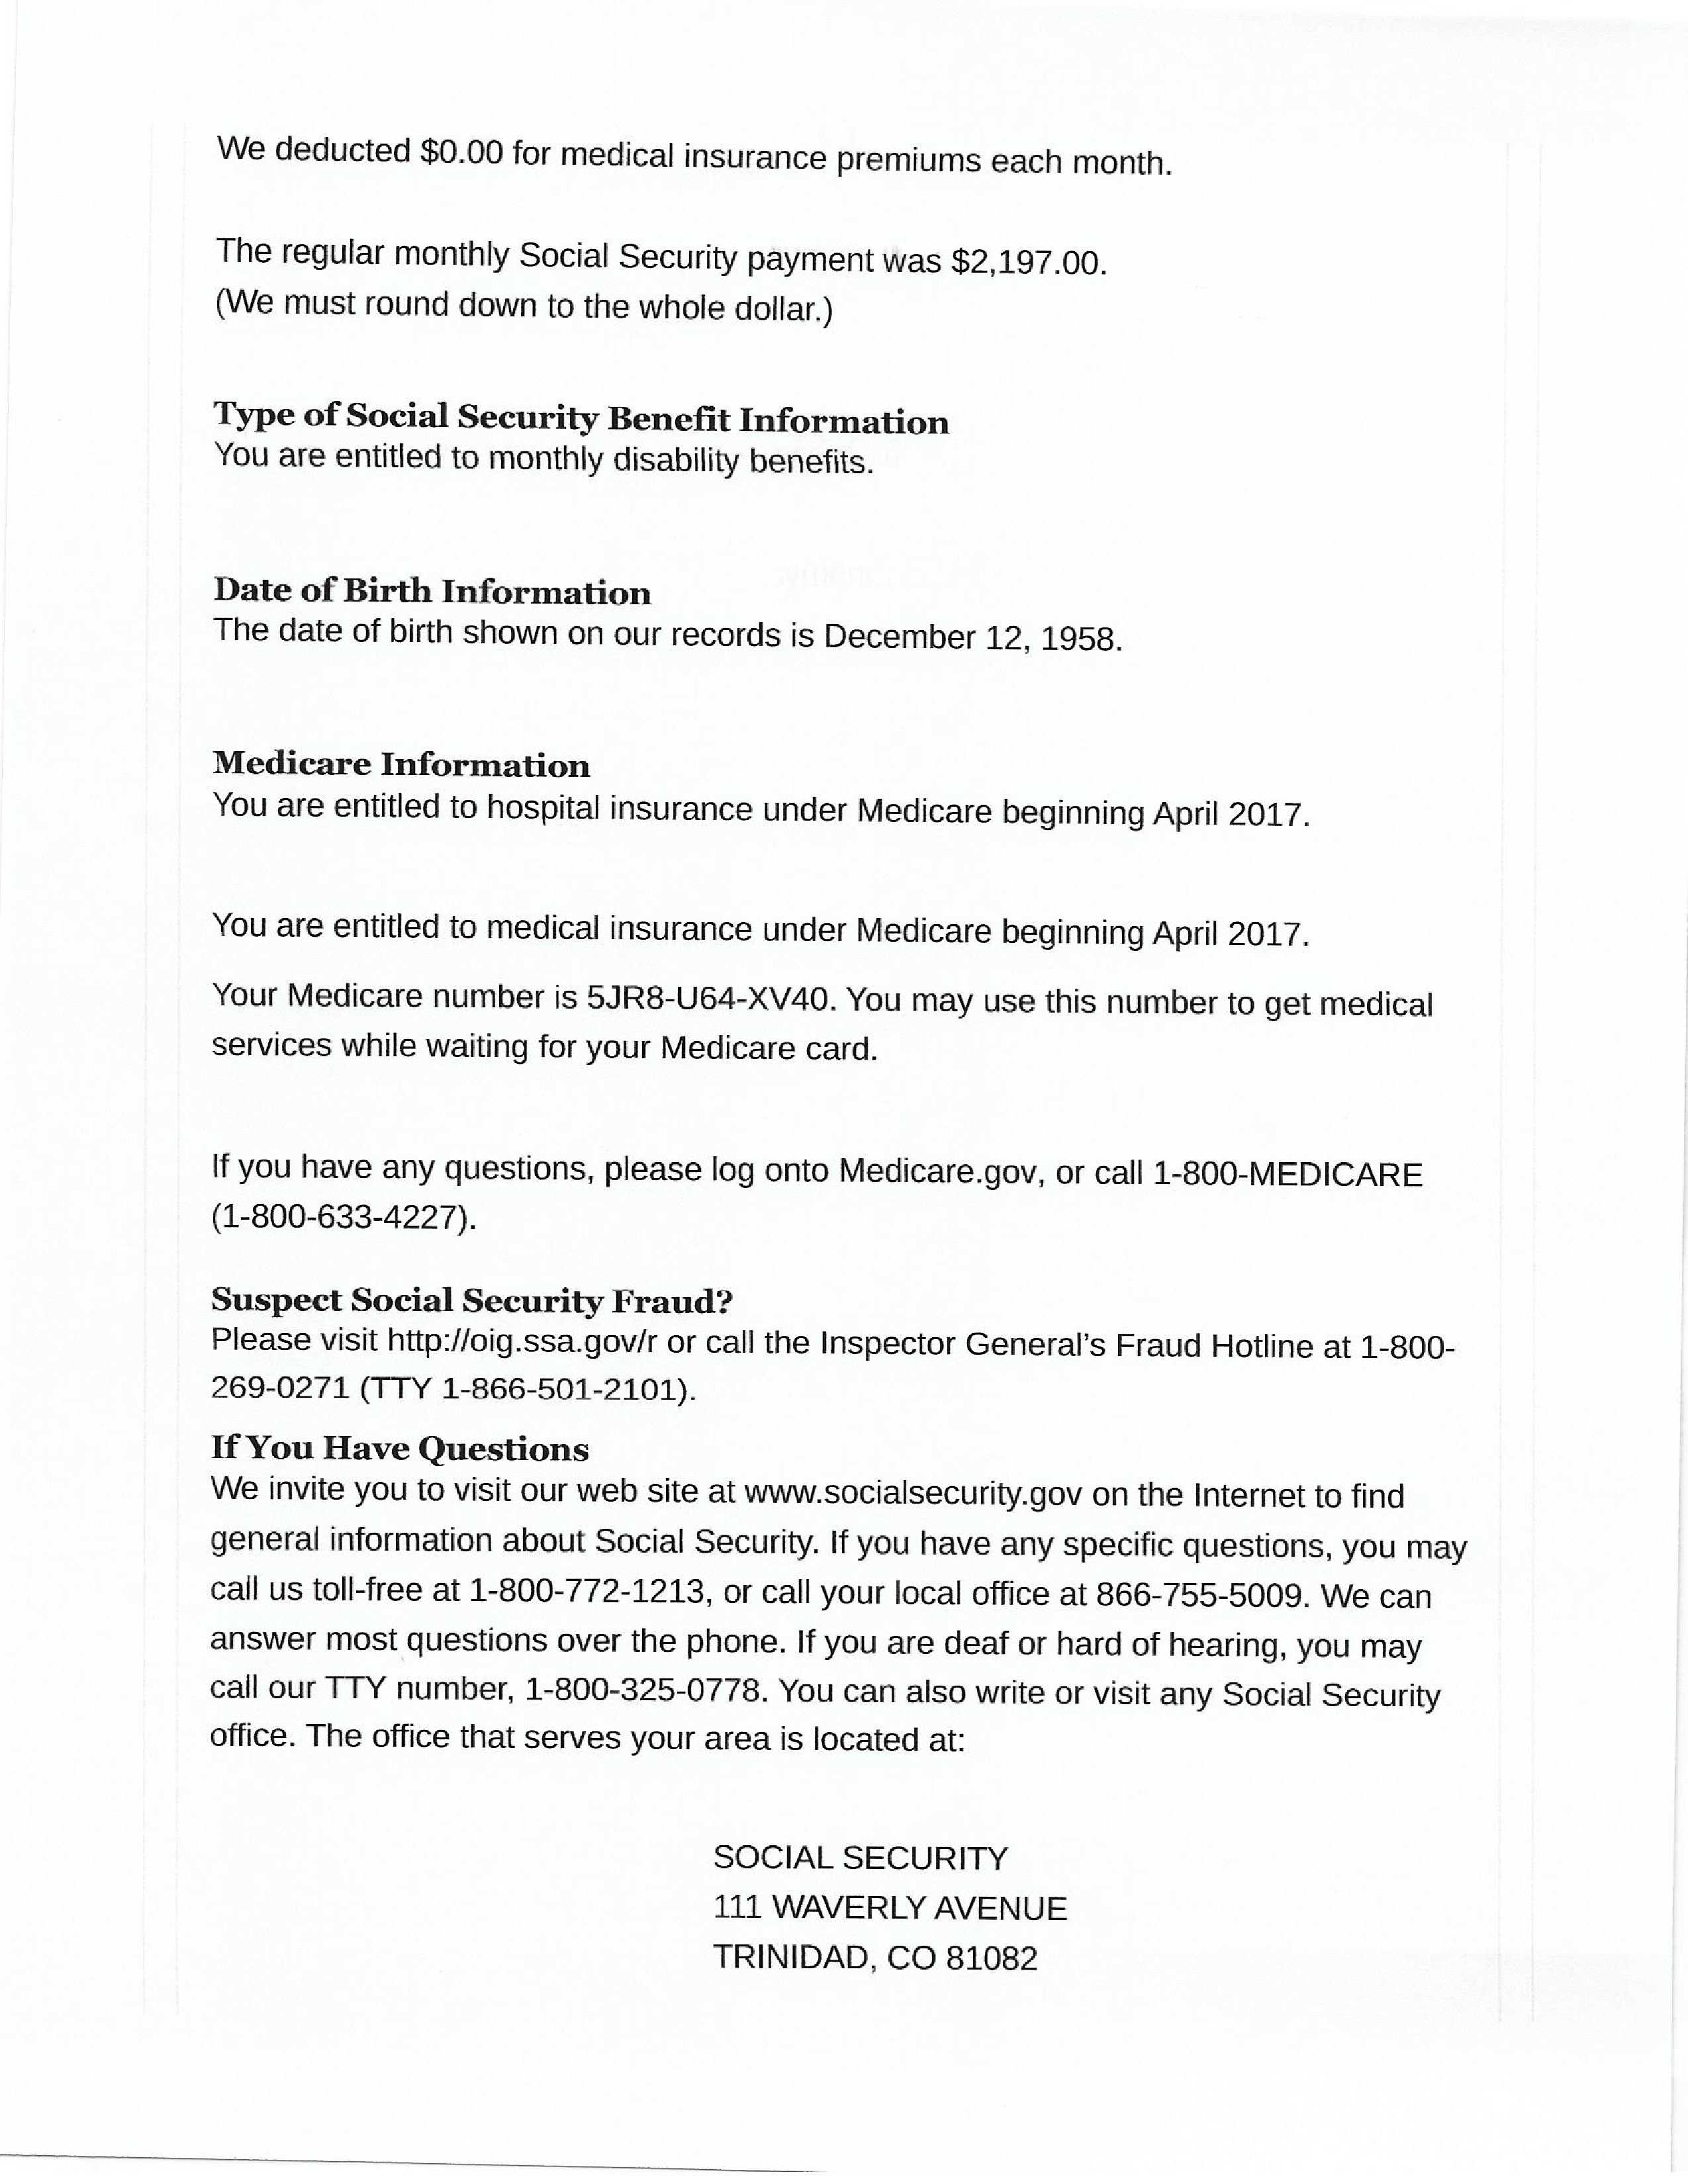 We deducted $0.00 for medical insurance premiums each month.
The regular monthly Social Security payment was $2,197.00.
(We must round down to the whole dollar.)
Type of Social Security Benefit Information
You are entitled to monthly disability benefits.
Date of Birth Information
The date of birth shown on our records is December 12, 1958.
Medicare Information
You are entitled to hospital insurance under Medicare beginning April 2017.
You are entitled to medical insurance under Medicare beginning April 2017.
Your Medicare number is 5JR8-U64-XV40. You may use this number to get medical
services while waiting for your Medicare card.
If you have any questions, please log onto Medicare.gov, or call 1-800-MEDICARE
(1-800-633-4227).
Suspect Social Security Fraud?
Please visit http://oig.ssa.gov/r or call the Inspector General’s Fraud Hotline at 1-800-
269-0271 (TTY 1-866-501-2101).
If You Have Questions
We invite you to visit our web site at www.socialsecurity.gov on the Internet to find
general information about Social Security. If you have any specific questions, you may
call us toll-free at 1-800-772-1213, or call your local office at 866-755-5009. We can
answer most questions over the phone. If you are deaf or hard of hearing, you may
call our TTY number, 1-800-325-0778. You can also write or visit any Social Security
office. The office that serves your area is located at:
SOCIAL SECURITY
111 WAVERLY AVENUE
TRINIDAD, CO 81082